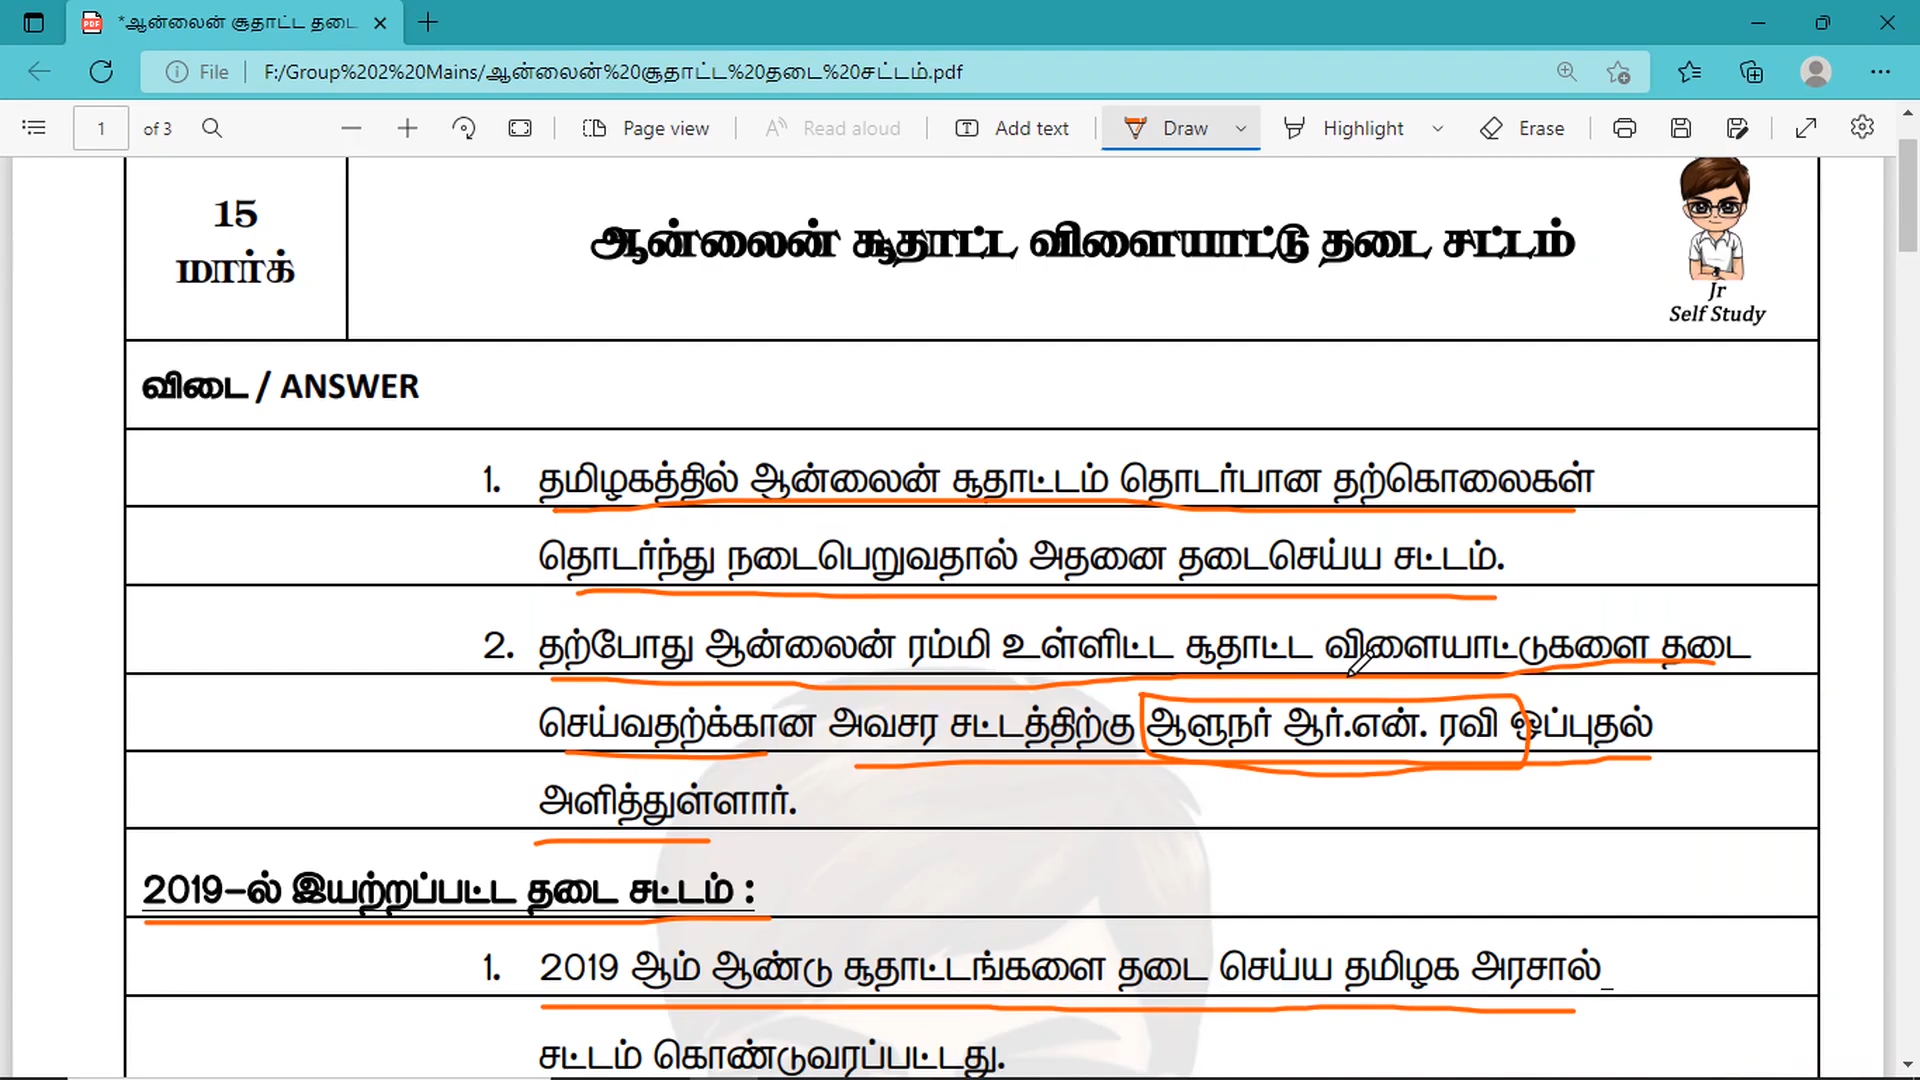 *ஆன்லைன் சூதாட்ட தடை
File F:/Group%202%20Mains/ஆன்லைன்%20சூதாட்ட%20தடை%20சட்டம்.pdf
1 of 3 Page view Read aloud Add text Draw Highlight Erase
15
மார்க்
ஆன்லைன் சூதாட்ட விளையாட்டு தடை சட்டம்
Jr
Self Study
விடை / ANSWER
1. தமிழகத்தில் ஆன்லைன் சூதாட்டம் தொடர்பான தற்கொலைகள்
தொடர்ந்து நடைபெறுவதால் அதனை தடைசெய்ய சட்டம்.
2. தற்போது ஆன்லைன் ரம்மி உள்ளிட்ட சூதாட்ட விளையாட்டுகளை தடை
செய்வதற்க்கான அவசர சட்டத்திற்கு ஆளுநர் ஆர்.என். ரவி ஒப்புதல்
அளித்துள்ளார்.
2019-ல் இயற்றப்பட்ட தடை சட்டம் :
1. 2019 ஆம் ஆண்டு சூதாட்டங்களை தடை செய்ய தமிழக அரசால்
சட்டம் கொண்டுவரப்பட்டது.